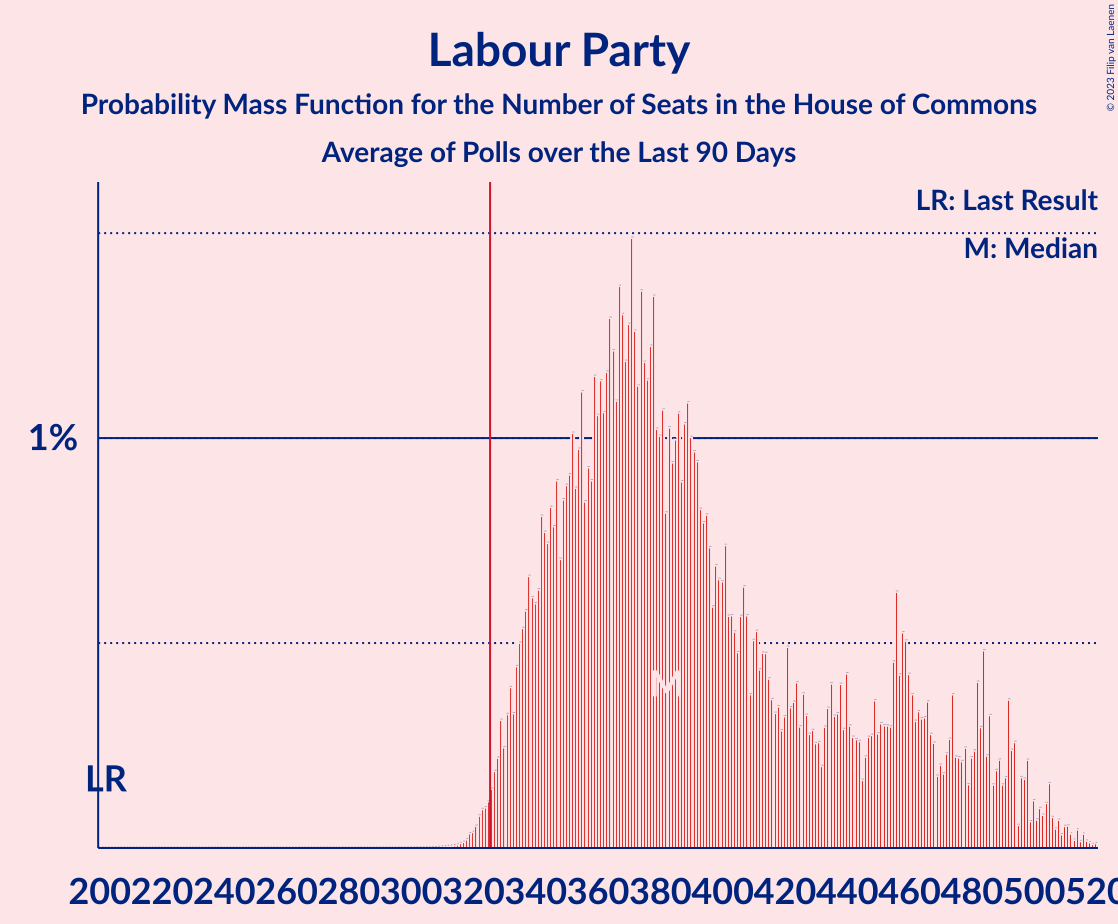 Labour Party
Probability Mass Function for the Number of Seats in the House of Commons
Average of Polls over the Last 90 Days
© 2023 Filip van Laenen
LR: Last Result
M: Median
1%
M
LR
200220240260280300320340360380400420440460480500520